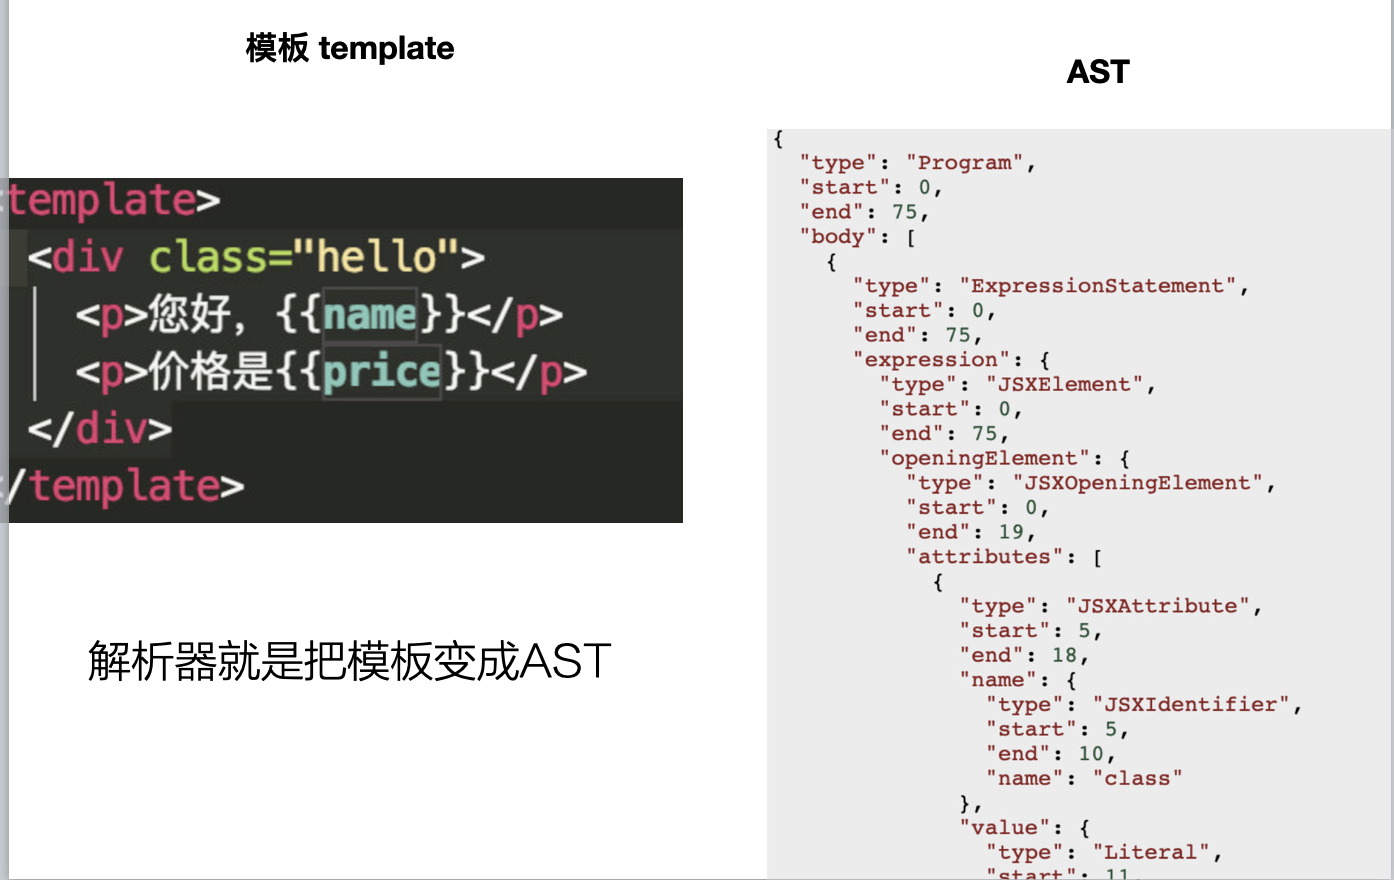 模板 template
template>
<div class="hello">
<p>您好，{{name}}</p>
<p>价格是{{price}}</p>
</div>
</template>
解析器就是把模板变成AST
AST
{
"type": "Program",
"start": 0,
"end": 75,
"body": [
{
"type": "ExpressionStatement",
"start": 0,
"end": 75,
"expression": {
"type": "JSXElement",
"start": 0,
"end": 75,
"openingElement": {
"type": "JSXOpeningElement",
"start": 0,
"end": 19,
"attributes": [
{
"type": "JSXAttribute",
"start": 5,
"end": 18,
"name": {
"type": "JSXIdentifier",
"start": 5,
"end": 10,
"name": "class"
},
"value": {
"type": "Literal",
"start": 11,